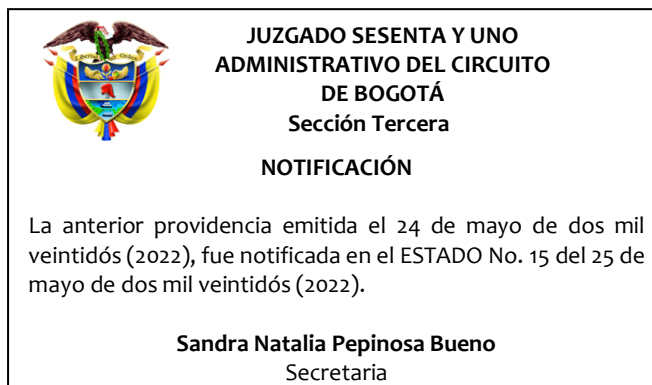 JUZGADO SESENTA Y UNO
ADMINISTRATIVO DEL CIRCUITO
DE BOGOTÁ
Sección Tercera
NOTIFICACIÓN
La anterior providencia emitida el 24 de mayo de dos mil
veintidós (2022), fue notificada en el ESTADO No. 15 del 25 de
mayo de dos mil veintidós (2022).
Sandra Natalia Pepinosa Bueno
Secretaria